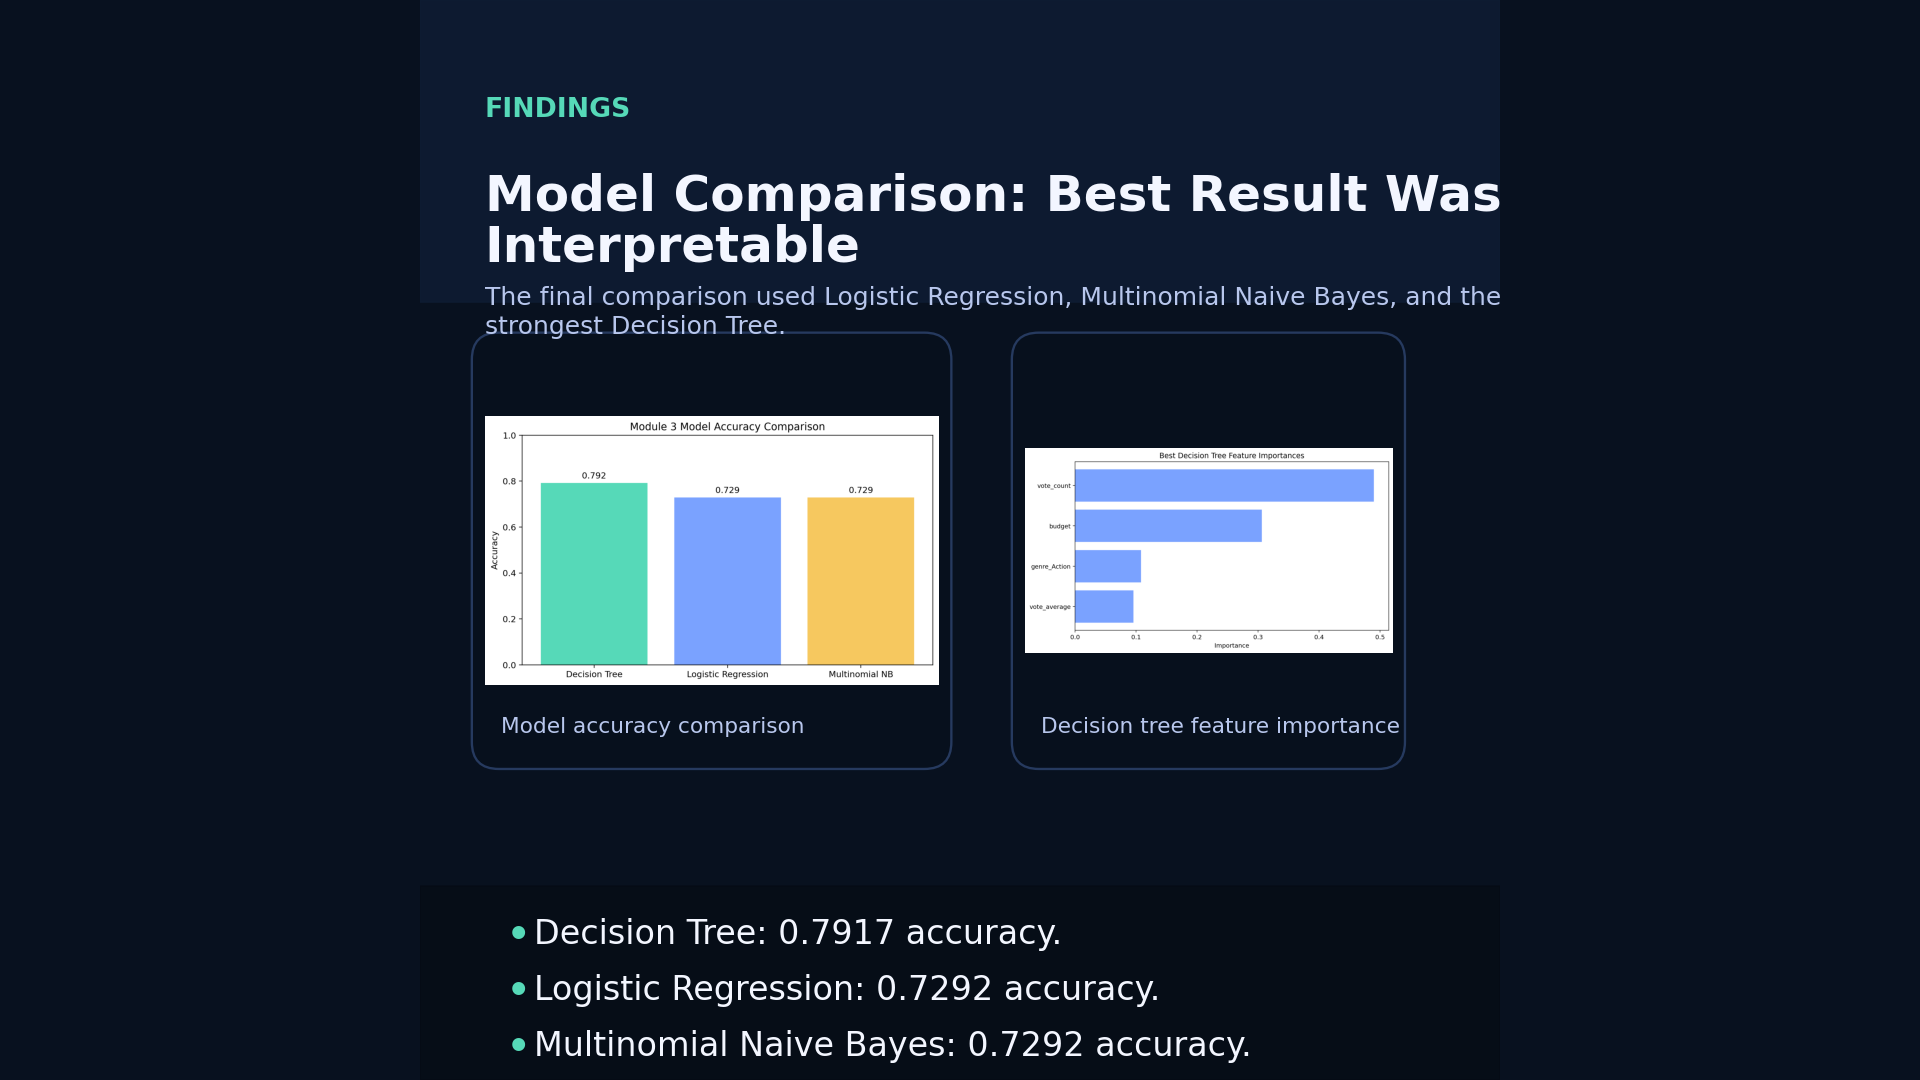 FINDINGS
Model Comparison: Best Result Was
Interpretable
The final comparison used Logistic Regression, Multinomial Naive Bayes, and the
strongest Decision Tree.
Module 3 Model Accuracy Comparison
1.0
0.8
0.6
0.4
0.2
0.0
Accuracy
0.792
0.729
0.729
Decision Tree
Logistic Regression
Multinomial NB
Model accuracy comparison
Best Decision Tree Feature Importances
vote_count
budget
genre_Action
vote_average
0.0
0.1
0.2
0.3
0.4
0.5
Importance
Decision tree feature importance
Decision Tree: 0.7917 accuracy.
Logistic Regression: 0.7292 accuracy.
Multinomial Naive Bayes: 0.7292 accuracy.